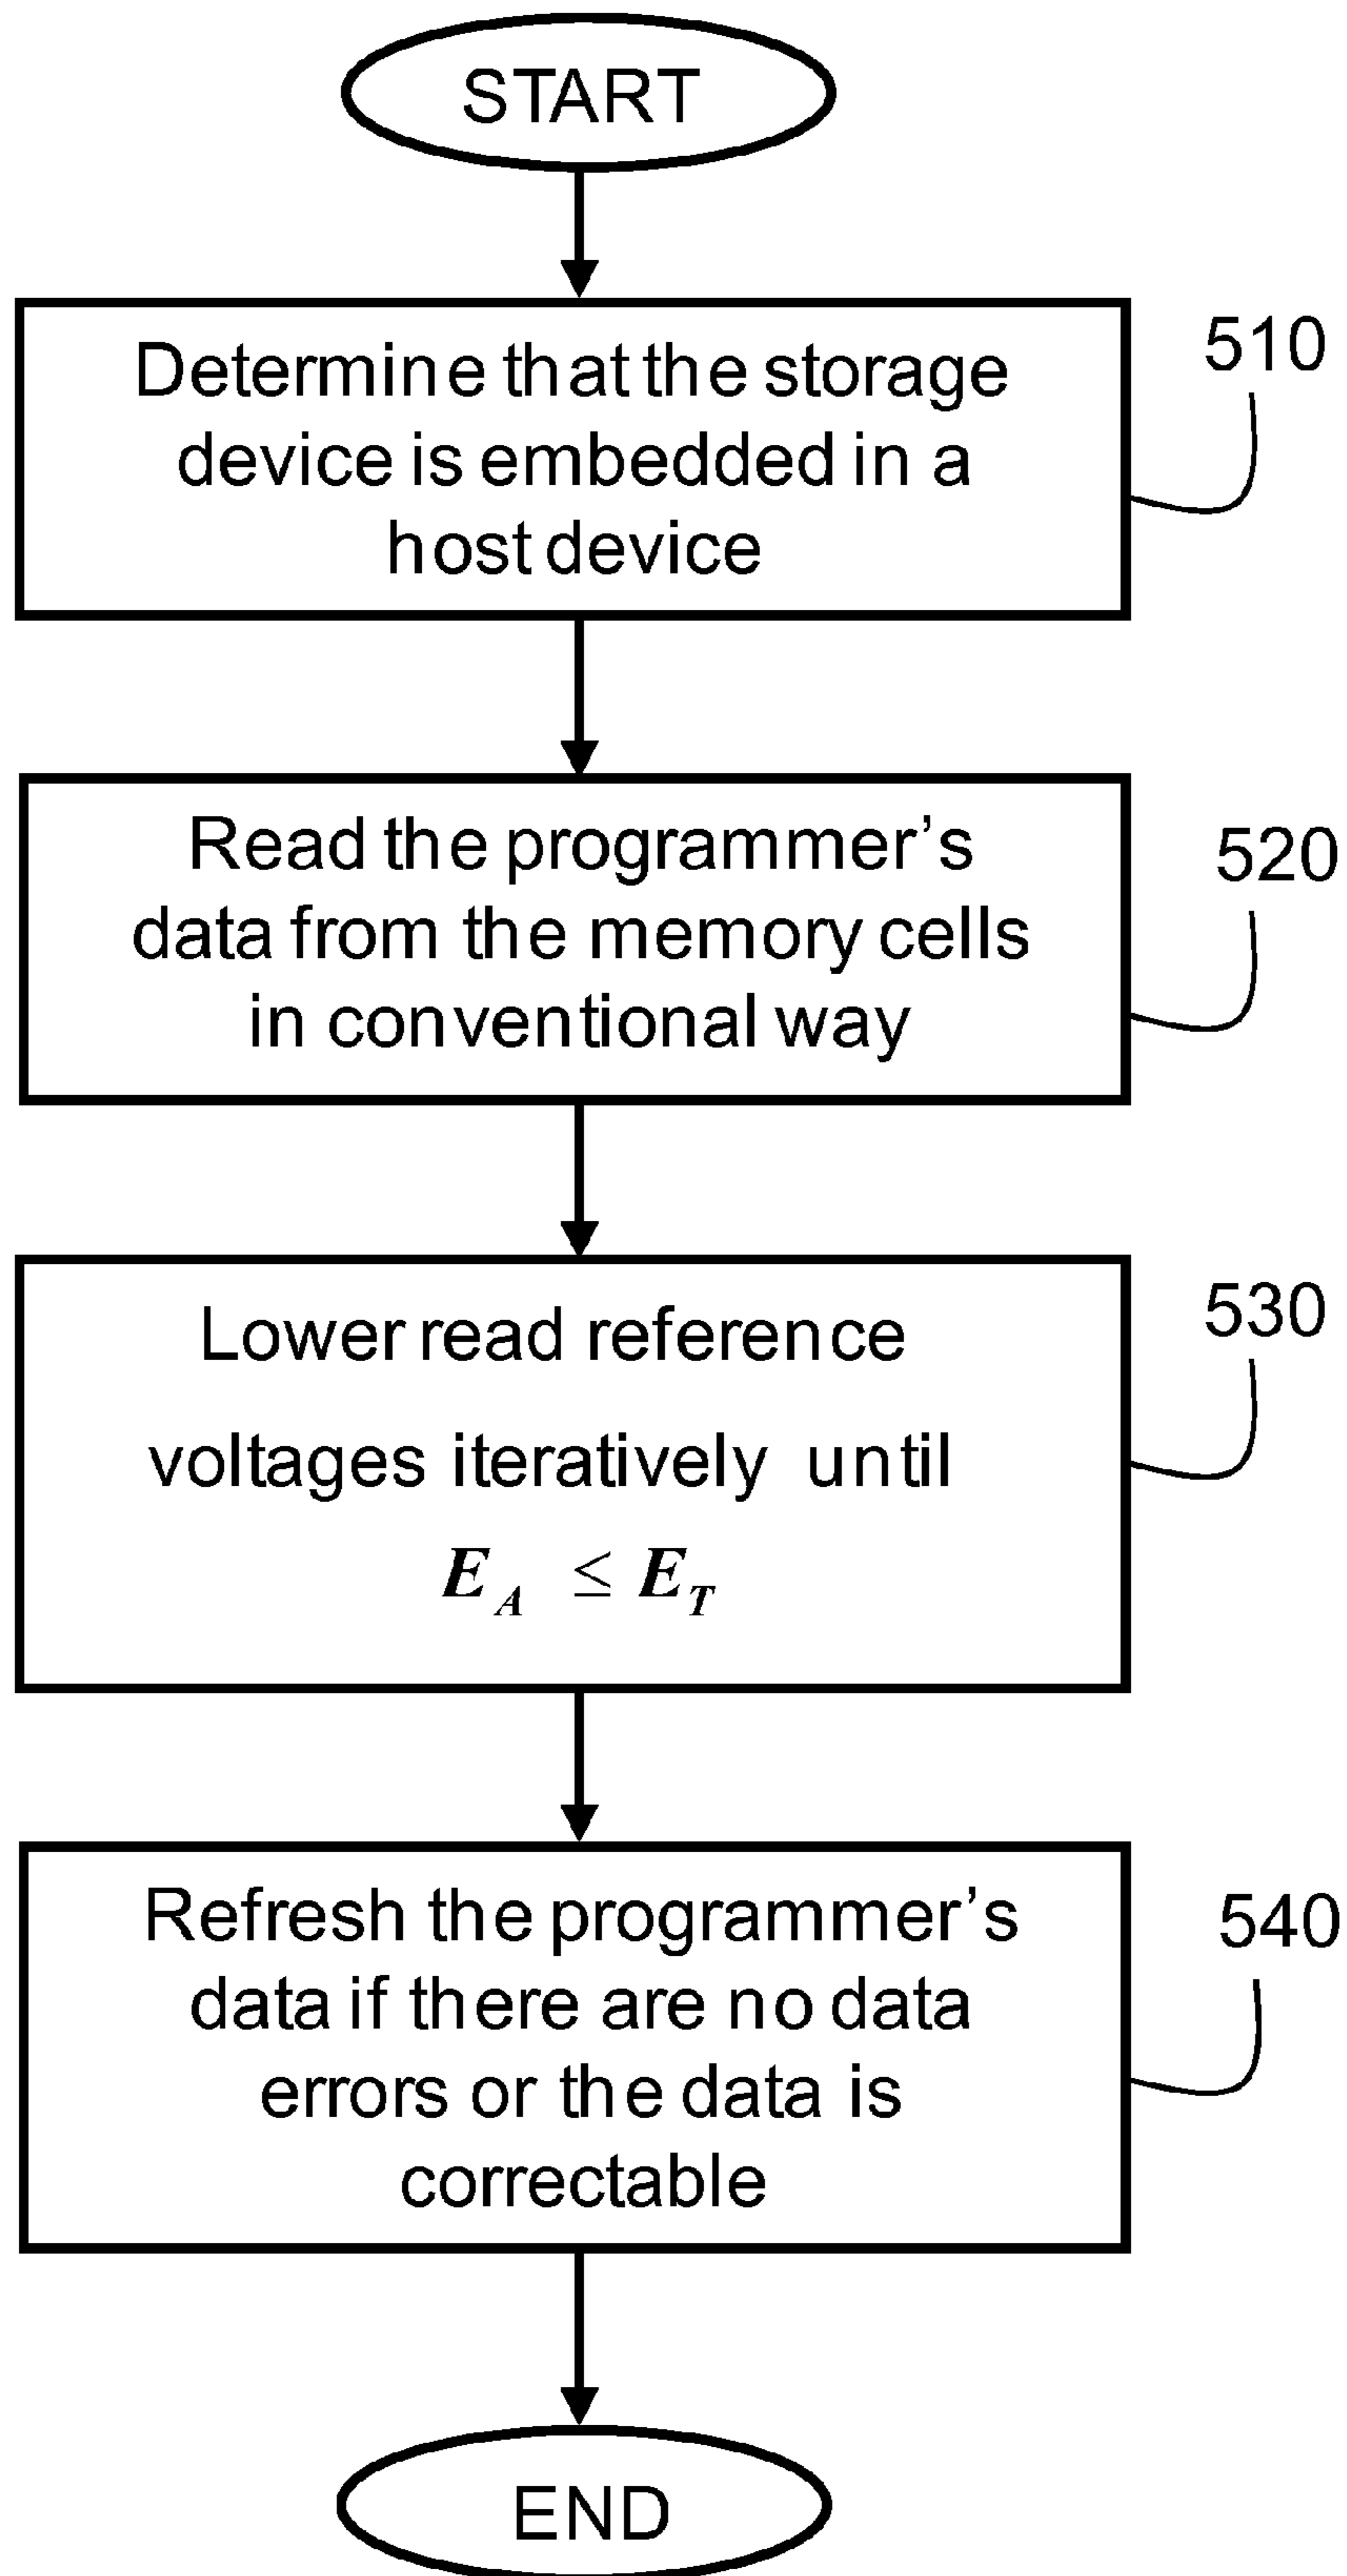 START
Determine that the storage
device is embedded in a
host device
510
Read the programmer's
data from the memory cells
in conventional way
520
Lower read reference
voltages iteratively until
E_A ≤ E_T
530
Refresh the programmer's
data if there are no data
errors or the data is
correctable
540
END